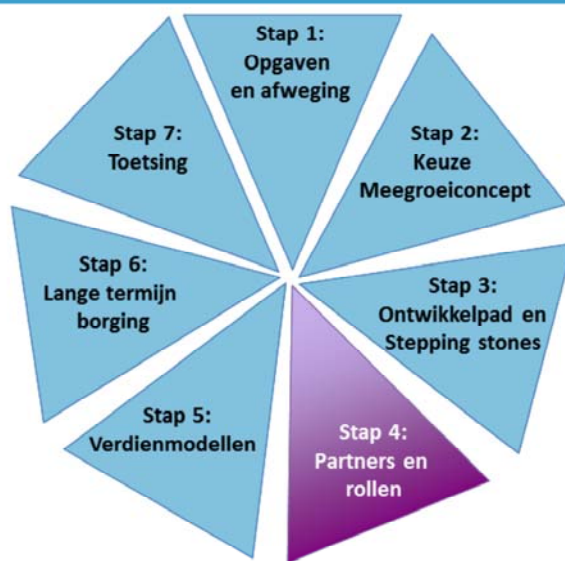 Stap 1:
Opgaven
en afweging
Stap 2:
Keuze
Meegroeiconcept
Stap 3:
Ontwikkelpad en
Stepping stones
Stap 4:
Partners en
rollen
Stap 5:
Verdienmodellen
Stap 6:
Lange termijn
borging
Stap 7:
Toetsing